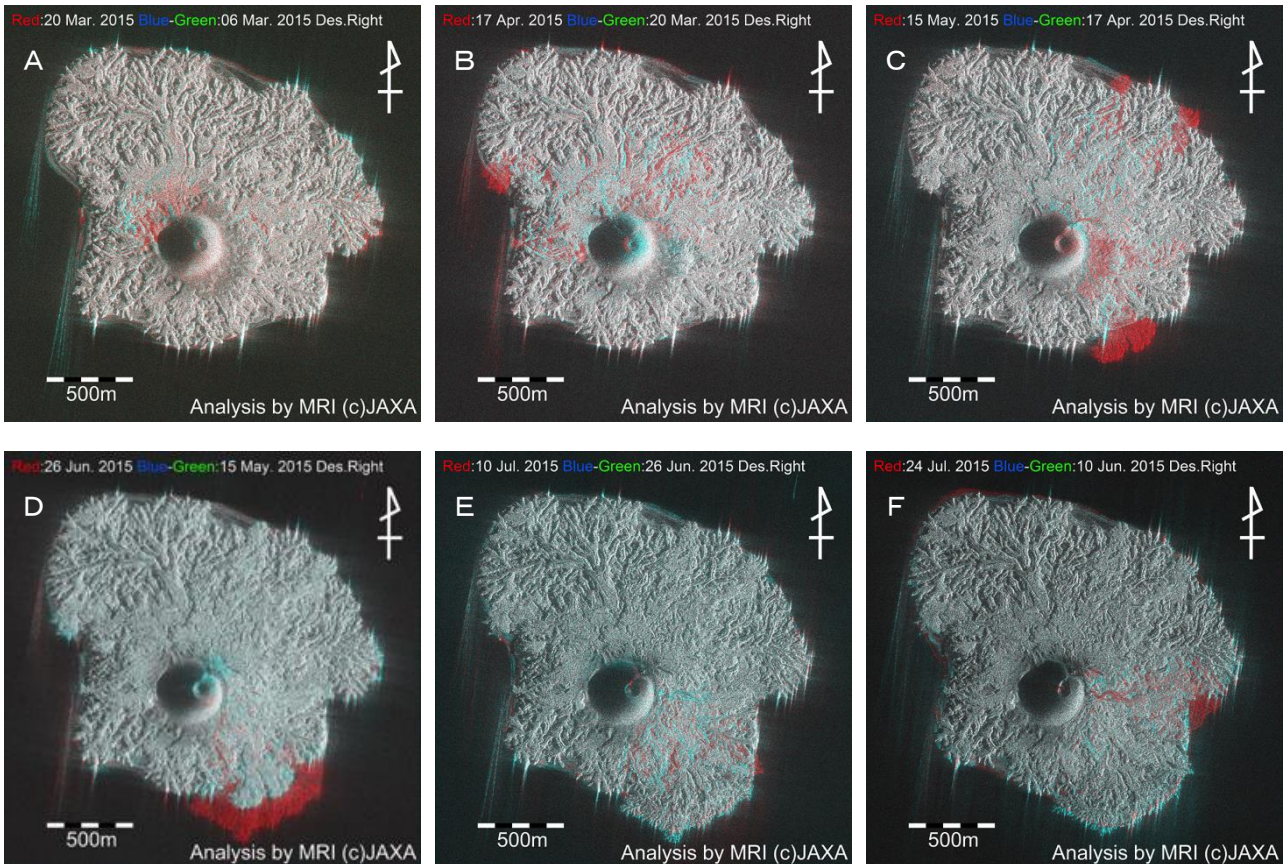 Red:20 Mar. 2015 Blue-Green:06 Mar. 2015 Des.Right
A
500m
Analysis by MRI (c)JAXA
Red:17 Apr. 2015 Blue-Green:20 Mar. 2015 Des.Right
B
500m
Analysis by MRI (c)JAXA
Red:15 May. 2015 Blue-Green:17 Apr. 2015 Des.Right
C
500m
Analysis by MRI (c)JAXA
Red:26 Jun. 2015 Blue-Green:15 May. 2015 Des.Right
D
500m
Analysis by MRI (c)JAXA
Red:10 Jul. 2015 Blue-Green:26 Jun. 2015 Des.Right
E
500m
Analysis by MRI (c)JAXA
Red:24 Jul. 2015 Blue-Green:10 Jun. 2015 Des.Right
F
500m
Analysis by MRI (c)JAXA